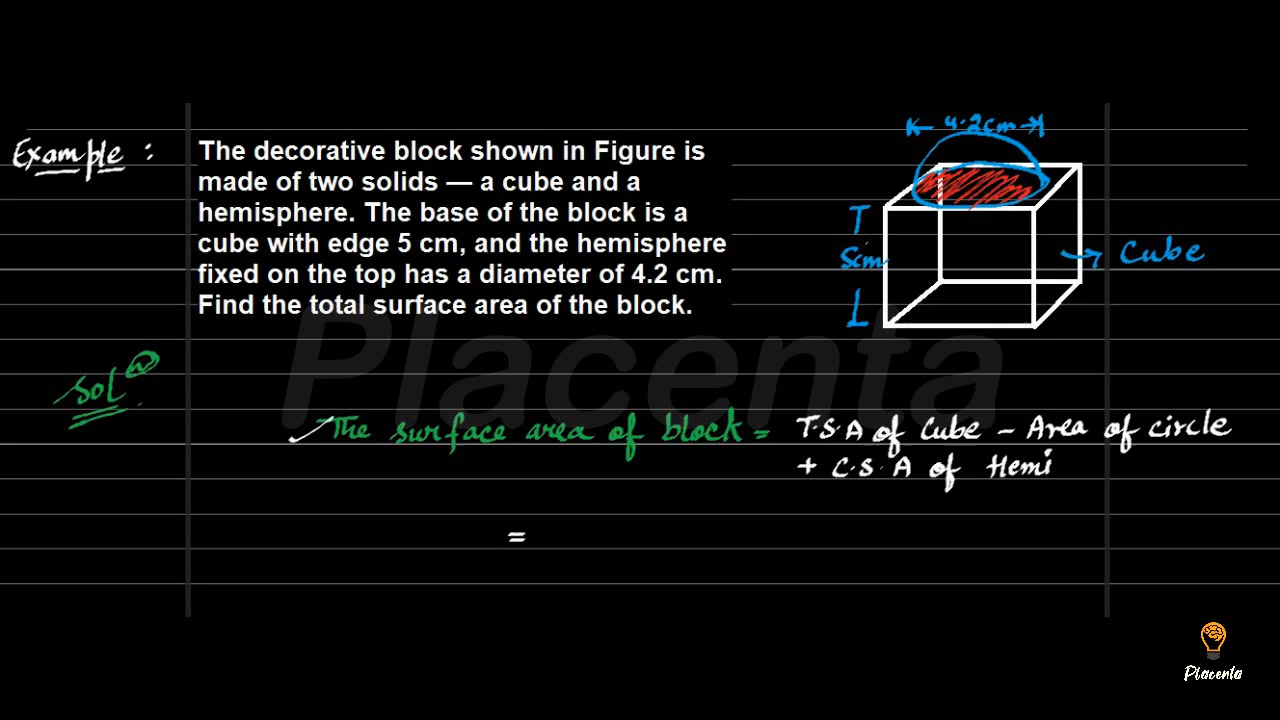 Example :
The decorative block shown in Figure is
made of two solids — a cube and a
hemisphere. The base of the block is a
cube with edge 5 cm, and the hemisphere
fixed on the top has a diameter of 4.2 cm.
Find the total surface area of the block.
4.2cm
5cm
Cube
Placenta
Sol
The surface area of block = T.S.A of Cube - Area of circle
+ C.S.A of Hemi
=
Placenta